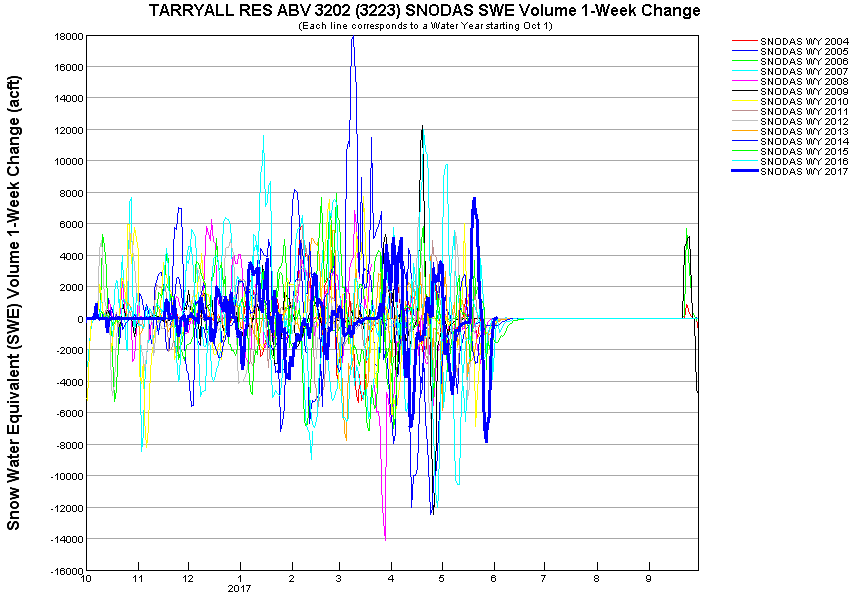 TARRYALL RES ABV 3202 (3223) SNODAS SWE Volume 1-Week Change
(Each line corresponds to a Water Year starting Oct 1)
Snow Water Equivalent (SWE) Volume 1-Week Change (acft)
18000
16000
14000
12000
10000
8000
6000
4000
2000
0
-2000
-4000
-6000
-8000
-10000
-12000
-14000
-16000
10 11 12 1 2 3 4 5 6 7 8 9
2017
SNODAS WY 2004
SNODAS WY 2005
SNODAS WY 2006
SNODAS WY 2007
SNODAS WY 2008
SNODAS WY 2009
SNODAS WY 2010
SNODAS WY 2011
SNODAS WY 2012
SNODAS WY 2013
SNODAS WY 2014
SNODAS WY 2015
SNODAS WY 2016
SNODAS WY 2017